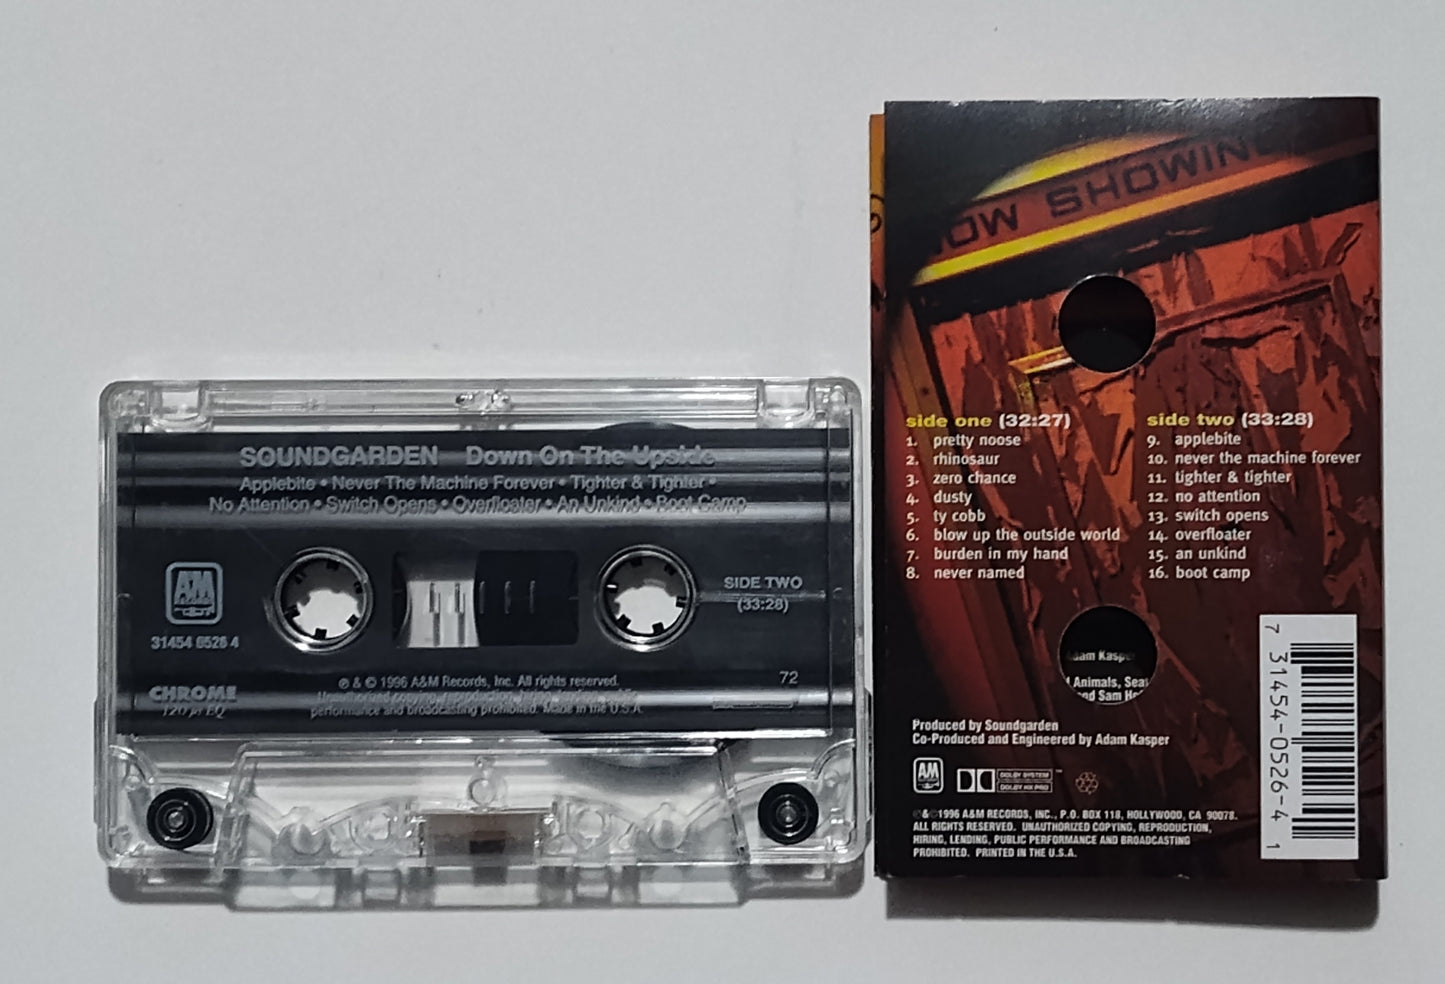 SOUNDGARDEN Down On The Upside
Applebite • Never The Machine Forever • Tighter & Tighter •
No Attention • Switch Opens • Overfloater • An Unkind • Boot Camp
A&M
RECORDS
31454 0526 4
SIDE TWO
(33:28)
CHROME
120 µs EQ
℗ & © 1996 A&M Records, Inc. All rights reserved.
Unauthorized copying, reproduction, hiring, lending, public
performance and broadcasting prohibited. Made in the U.S.A.
72
OW SHOWIN
side one (32:27)
1. pretty noose
2. rhinosaur
3. zero chance
4. dusty
5. ty cobb
6. blow up the outside world
7. burden in my hand
8. never named
side two (33:28)
9. applebite
10. never the machine forever
11. tighter & tighter
12. no attention
13. switch opens
14. overfloater
15. an unkind
16. boot camp
Adam Kaspe
d Animals, Sea
nd Sam Ho
Produced by Soundgarden
Co-Produced and Engineered by Adam Kasper
A&M
DOLBY SYSTEM
DOLBY HX PRO
™
℗&©1996 A&M RECORDS, INC., P.O. BOX 118, HOLLYWOOD, CA 90078.
ALL RIGHTS RESERVED. UNAUTHORIZED COPYING, REPRODUCTION,
HIRING, LENDING, PUBLIC PERFORMANCE AND BROADCASTING
PROHIBITED. PRINTED IN THE U.S.A.
7 31454-0526-4 1